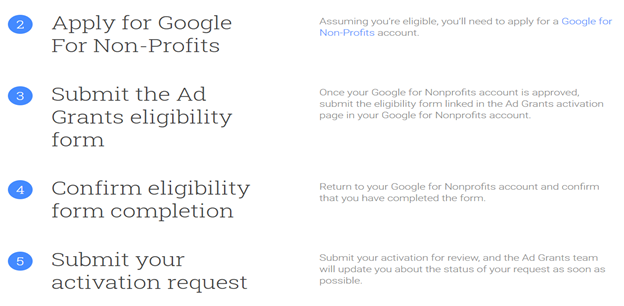 2
Apply for Google
For Non-Profits
Assuming you're eligible, you'll need to apply for a Google for
Non-Profits account.
3
Submit the Ad
Grants eligibility
form
Once your Google for Nonprofits account is approved,
submit the eligibility form linked in the Ad Grants activation
page in your Google for Nonprofits account.
4
Confirm eligibility
form completion
Return to your Google for Nonprofits account and confirm
that you have completed the form.
5
Submit your
activation request
Submit your activation for review, and the Ad Grants team
will update you about the status of your request as soon as
possible.